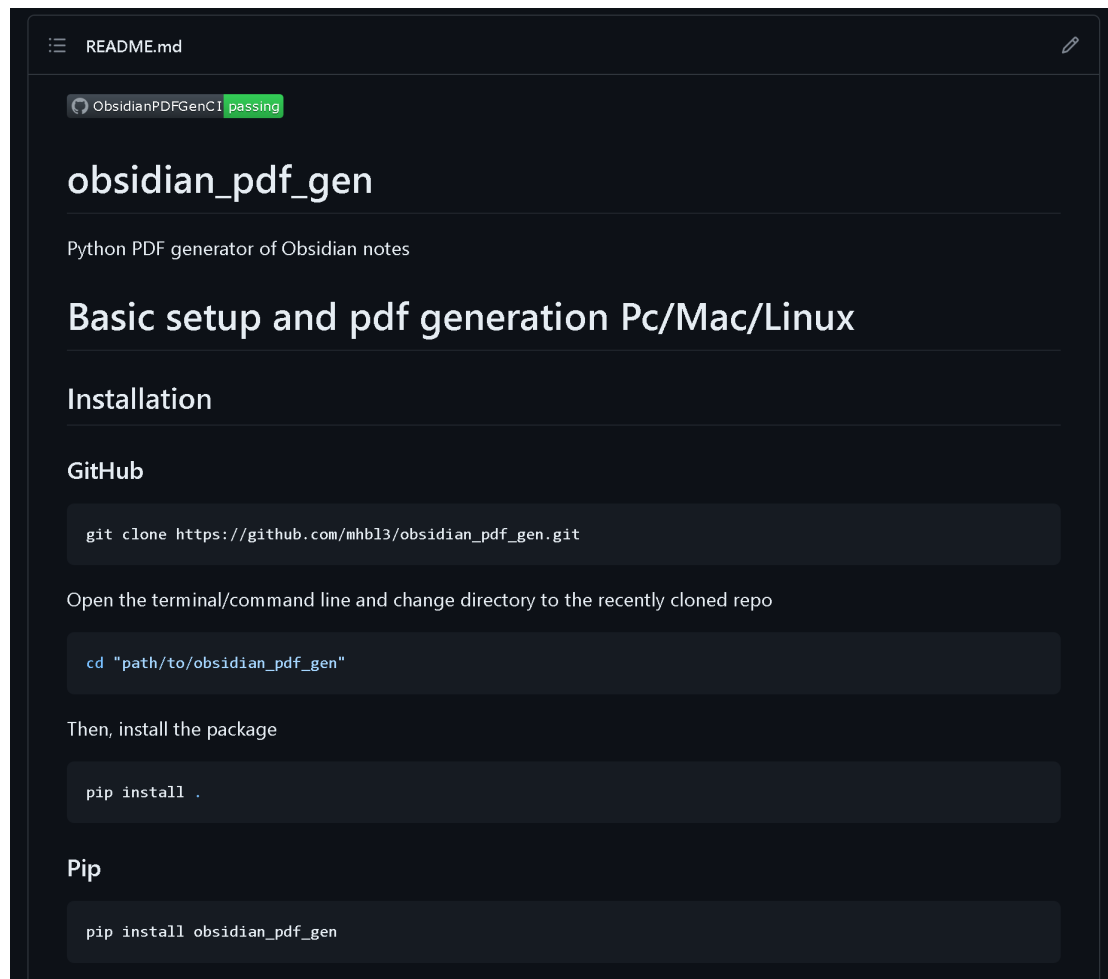 README.md
ObsidianPDFGenCI passing
obsidian_pdf_gen
Python PDF generator of Obsidian notes
Basic setup and pdf generation Pc/Mac/Linux
Installation
GitHub
git clone https://github.com/mhbl3/obsidian_pdf_gen.git
Open the terminal/command line and change directory to the recently cloned repo
cd "path/to/obsidian_pdf_gen"
Then, install the package
pip install .
Pip
pip install obsidian_pdf_gen